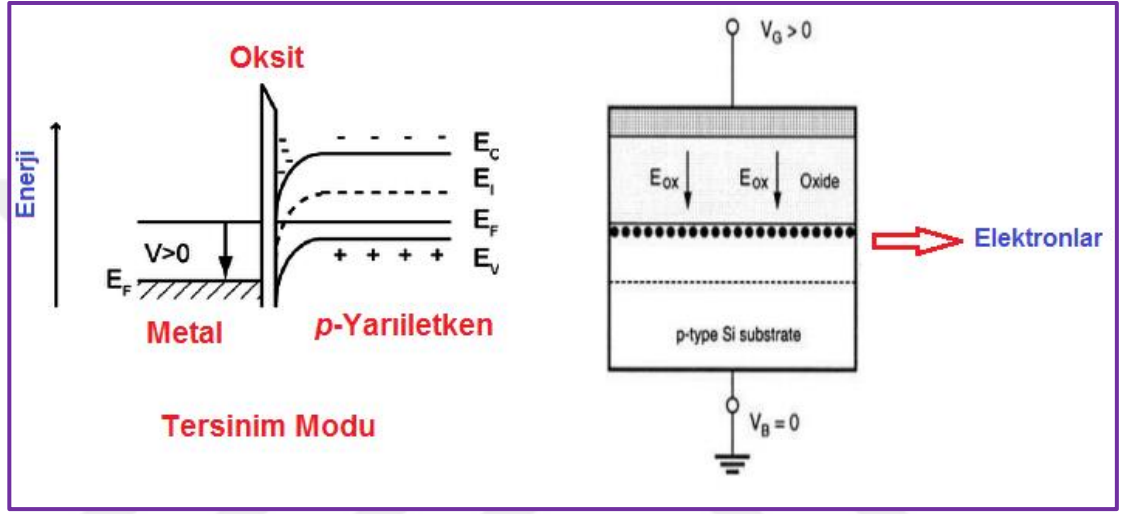 Oksit
Enerji
E_C
E_I
E_F
E_V
V>0
E_F
Metal
p-Yarıiletken
Tersinim Modu
V_G > 0
E_OX
E_OX
Oxide
Elektronlar
p-type Si substrate
V_B = 0